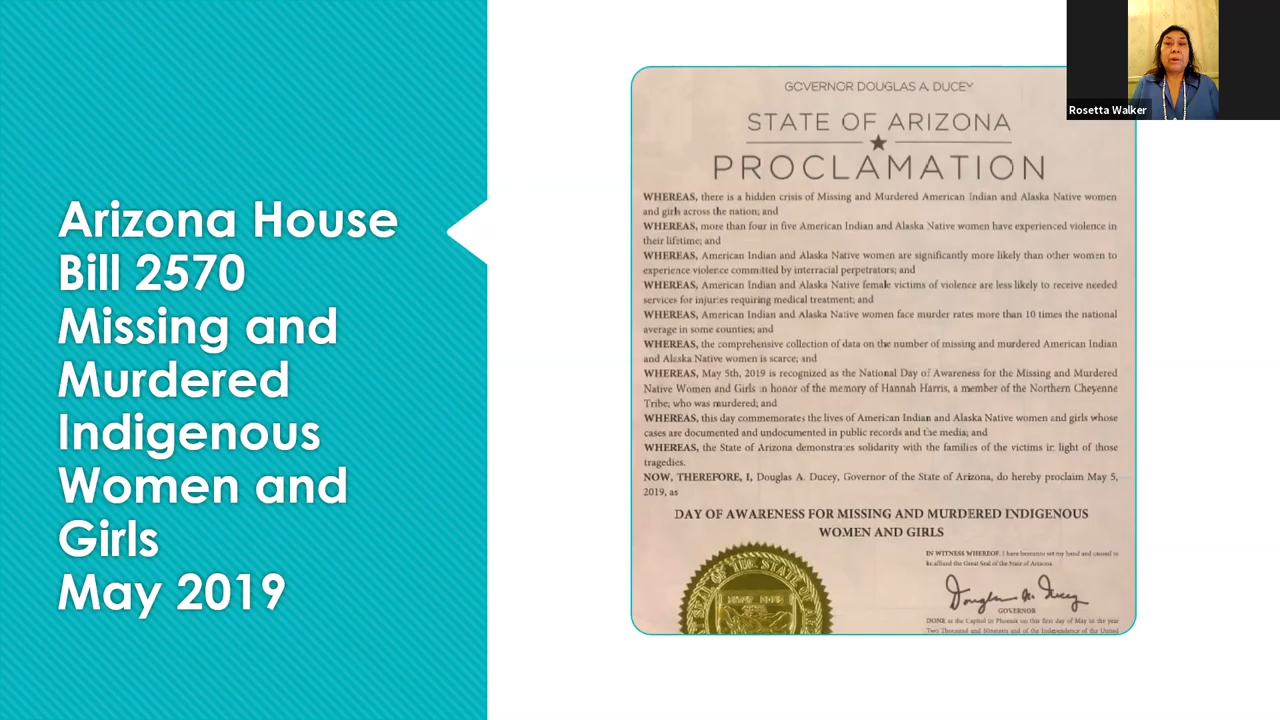 Arizona House
Bill 2570
Missing and
Murdered
Indigenous
Women and
Girls
May 2019
GOVERNOR DOUGLAS A. DUCEY
STATE OF ARIZONA
PROCLAMATION
WHEREAS, there is a hidden crisis of Missing and Murdered American Indian and Alaska Native women
and girls across the nation; and
WHEREAS, more than four in five American Indian and Alaska Native women have experienced violence in
their lifetime; and
WHEREAS, American Indian and Alaska Native women are significantly more likely than other women to
experience violence committed by interracial perpetrators; and
WHEREAS, American Indian and Alaska Native female victims of violence are less likely to receive needed
services for injuries requiring medical treatment; and
WHEREAS, American Indian and Alaska Native women face murder rates more than 10 times the national
average in some counties; and
WHEREAS, the comprehensive collection of data on the number of missing and murdered American Indian
and Alaska Native women is scarce; and
WHEREAS, May 5th, 2019 is recognized as the National Day of Awareness for the Missing and Murdered
Native Women and Girls in honor of the memory of Hannah Harris, a member of the Northern Cheyenne
Tribe; who was murdered; and
WHEREAS, this day commemorates the lives of American Indian and Alaska Native women and girls whose
cases are documented and undocumented in public records and the media; and
WHEREAS, the State of Arizona demonstrates solidarity with the families of the victims in light of those
tragedies.
NOW, THEREFORE, I, Douglas A. Ducey, Governor of the State of Arizona, do hereby proclaim May 5,
2019, as
DAY OF AWARENESS FOR MISSING AND MURDERED INDIGENOUS
WOMEN AND GIRLS
IN WITNESS WHEREOF, I have hereunto set my hand and caused to
be affixed the Great Seal of the State of Arizona
Douglas A. Ducey
GOVERNOR
DONE at the Capitol in Phoenix on this first day of May in the year
Two Thousand and Nineteen and of the Independence of the United
OF THE STATE OF
Rosetta Walker